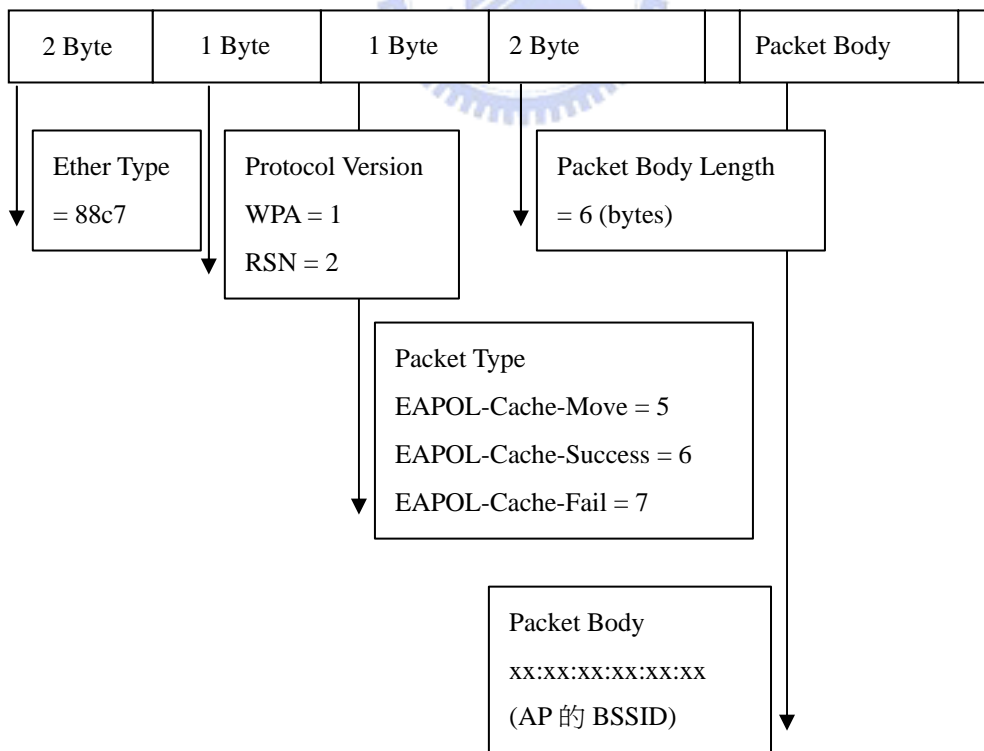 2 Byte 1 Byte 1 Byte 2 Byte Packet Body
Ether Type
= 88c7
Protocol Version
WPA = 1
RSN = 2
Packet Body Length
= 6 (bytes)
Packet Type
EAPOL-Cache-Move = 5
EAPOL-Cache-Success = 6
EAPOL-Cache-Fail = 7
Packet Body
xx:xx:xx:xx:xx:xx
(AP 的 BSSID)